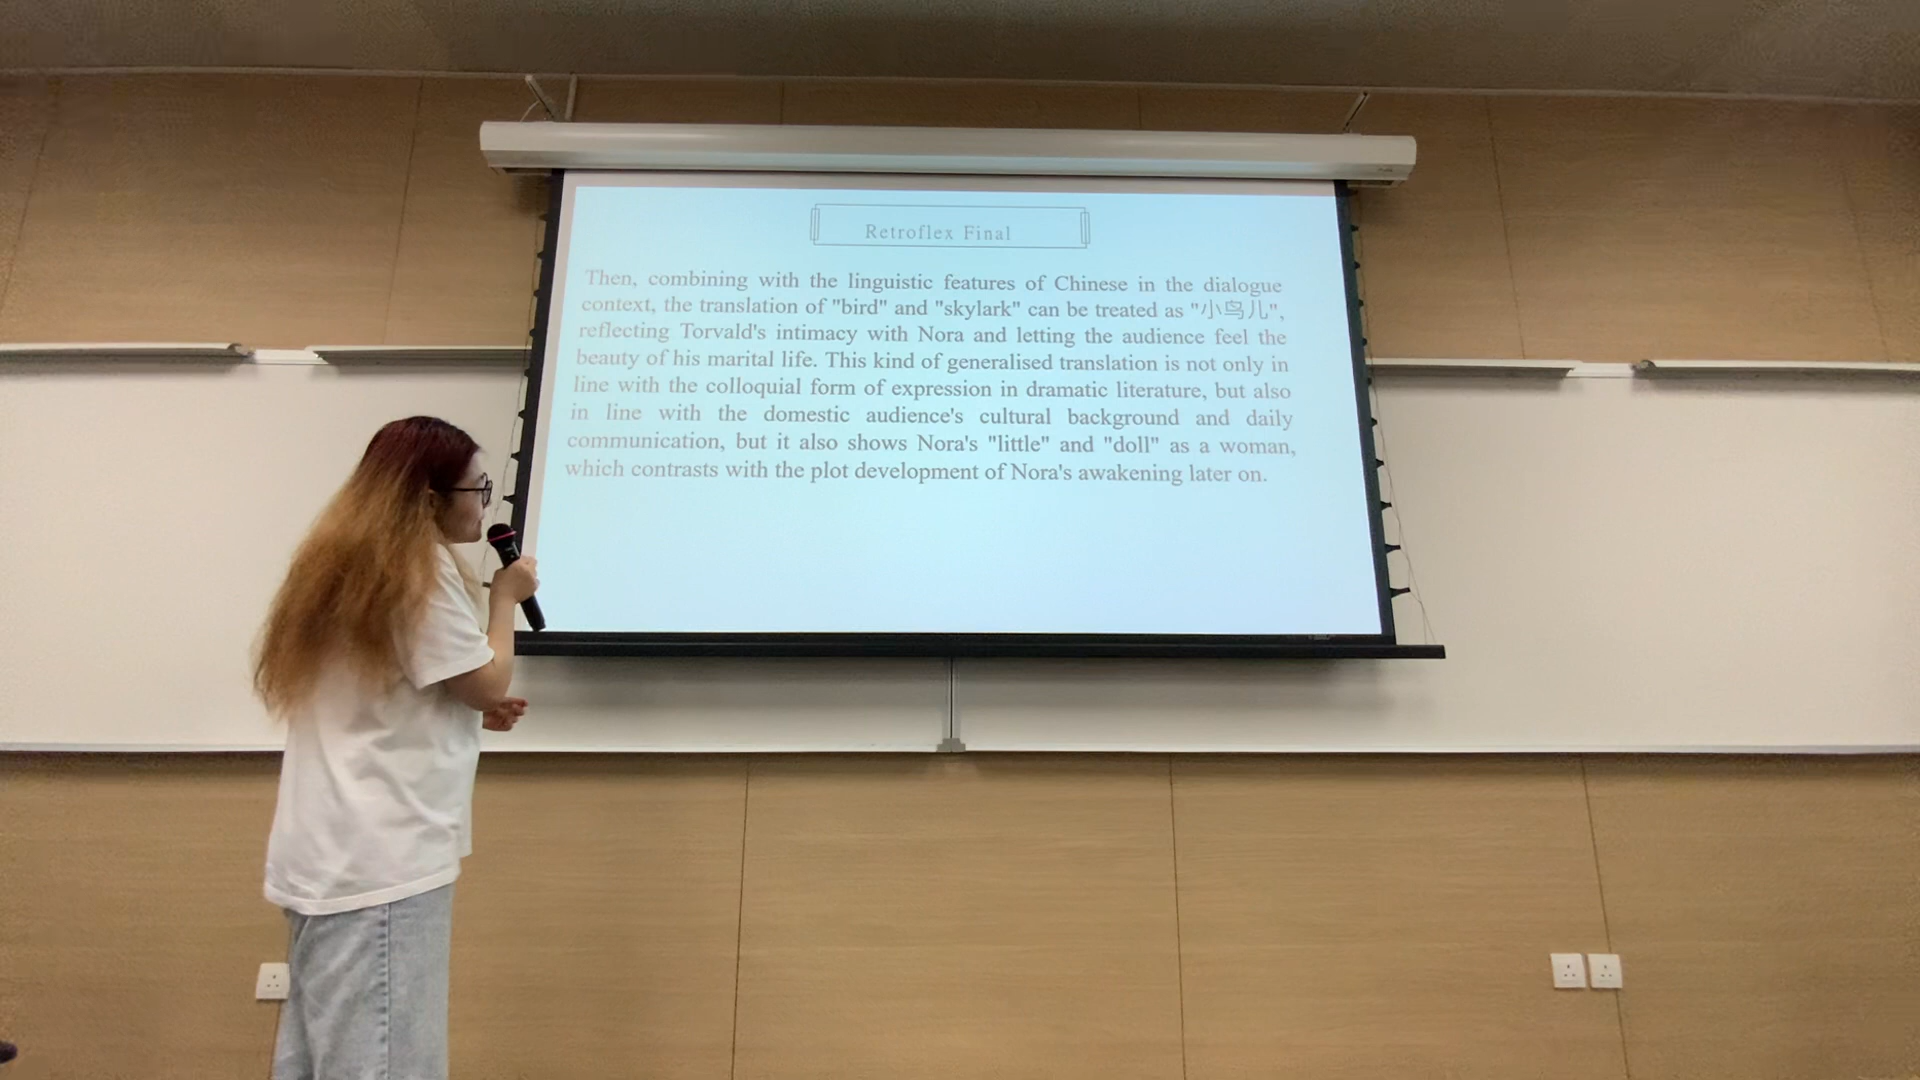 Retroflex Final
Then, combining with the linguistic features of Chinese in the dialogue
context, the translation of "bird" and "skylark" can be treated as "小鸟儿",
reflecting Torvald's intimacy with Nora and letting the audience feel the
beauty of his marital life. This kind of generalised translation is not only in
line with the colloquial form of expression in dramatic literature, but also
in line with the domestic audience's cultural background and daily
communication, but it also shows Nora's "little" and "doll" as a woman,
which contrasts with the plot development of Nora's awakening later on.